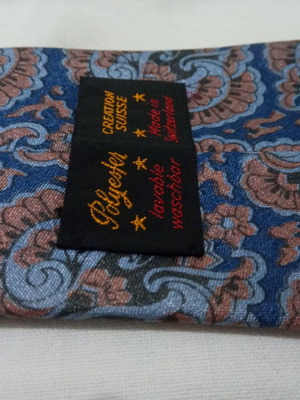 Polyester
CREATION
SUISSE
★ ★ ★ ★
lavable
waschbar
Made in
Switzerland